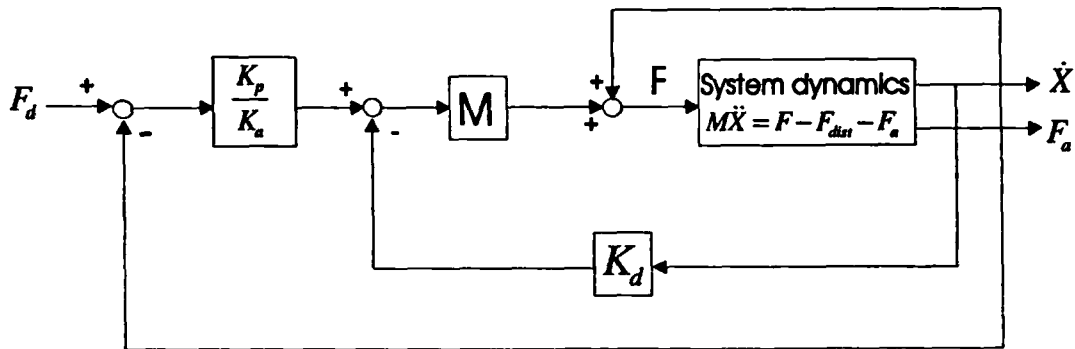 F_d
+
-
K_p
K_a
+
-
M
+
+
F
System dynamics
MẌ = F - F_dist - F_a
Ẋ
F_a
K_d